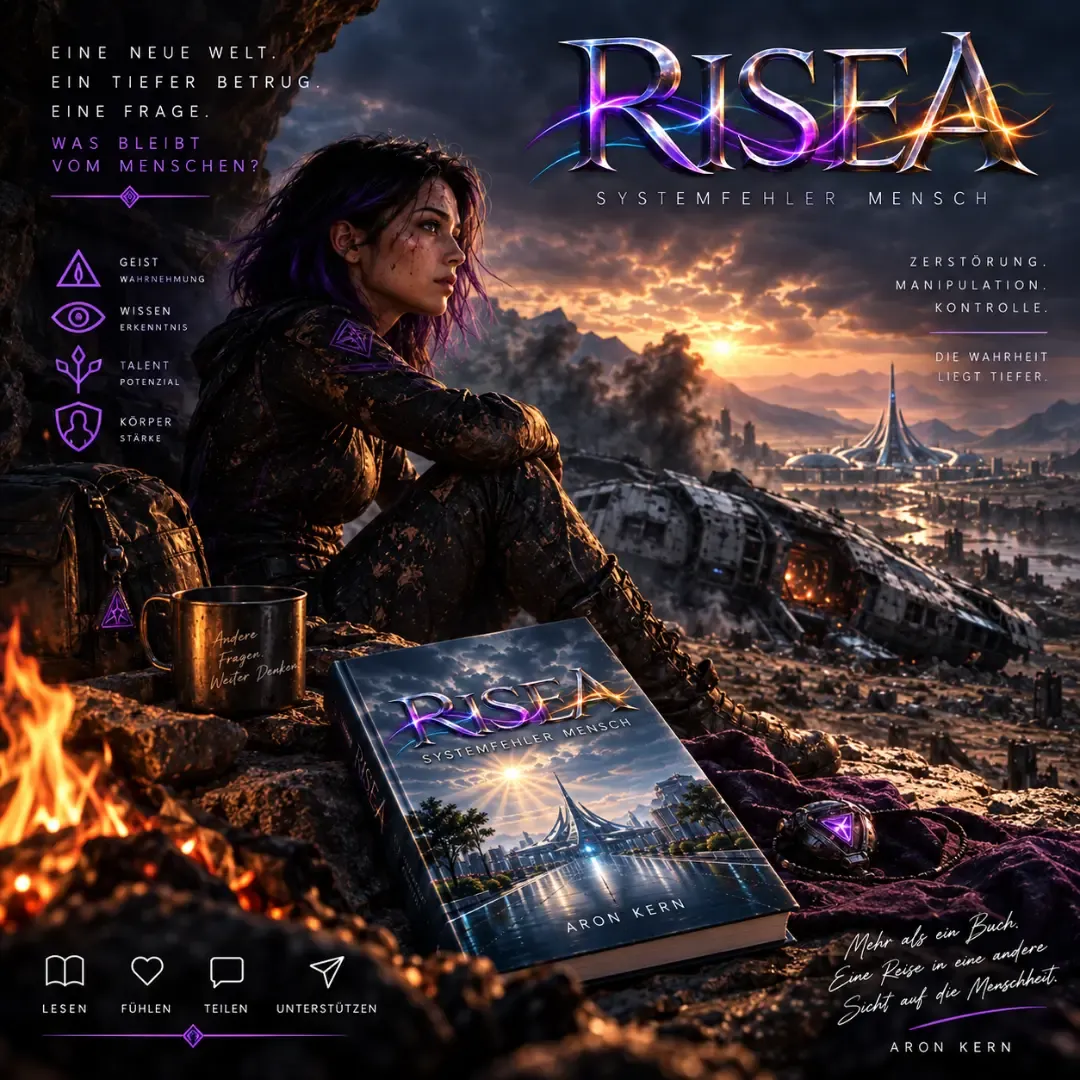 EINE NEUE WELT.
EIN TIEFER BETRUG.
EINE FRAGE.
WAS BLEIBT
VOM MENSCHEN?
RISEA
SYSTEMFEHLER MENSCH
GEIST
WAHRNEHMUNG
WISSEN
ERKENNTNIS
TALENT
POTENZIAL
KÖRPER
STÄRKE
ZERSTÖRUNG.
MANIPULATION.
KONTROLLE.
DIE WAHRHEIT
LIEGT TIEFER.
Andere
Fragen.
Weiter Denken
RISEA
SYSTEMFEHLER MENSCH
ARON KERN
RISEA
LESEN
FÜHLEN
TEILEN
UNTERSTÜTZEN
Mehr als ein Buch.
Eine Reise in eine andere
Sicht auf die Menschheit.
ARON KERN